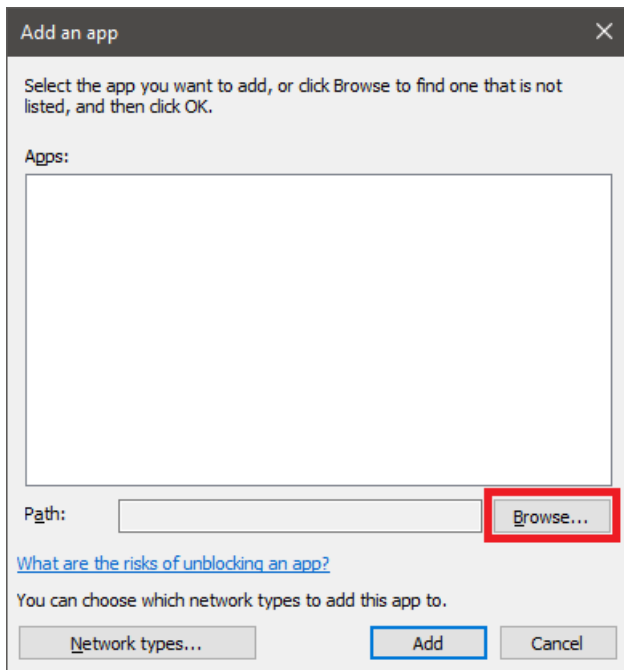 Add an app
Select the app you want to add, or click Browse to find one that is not
listed, and then click OK.
Apps:
Path:
Browse...
What are the risks of unblocking an app?
You can choose which network types to add this app to.
Network types...
Add
Cancel